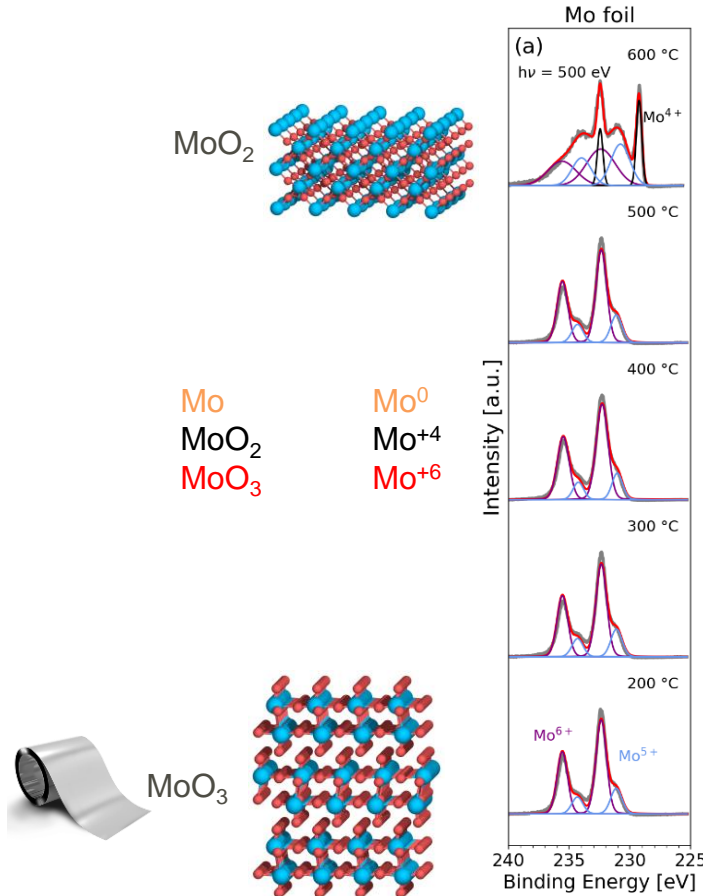 Mo foil
(a)
600 °C
hν = 500 eV
Mo⁴⁺
MoO₂
500 °C
400 °C
Mo Mo⁰
MoO₂ Mo⁺⁴
MoO₃ Mo⁺⁶
Intensity [a.u.]
300 °C
200 °C
Mo⁶⁺
Mo⁵⁺
MoO₃
240 235 230 225
Binding Energy [eV]